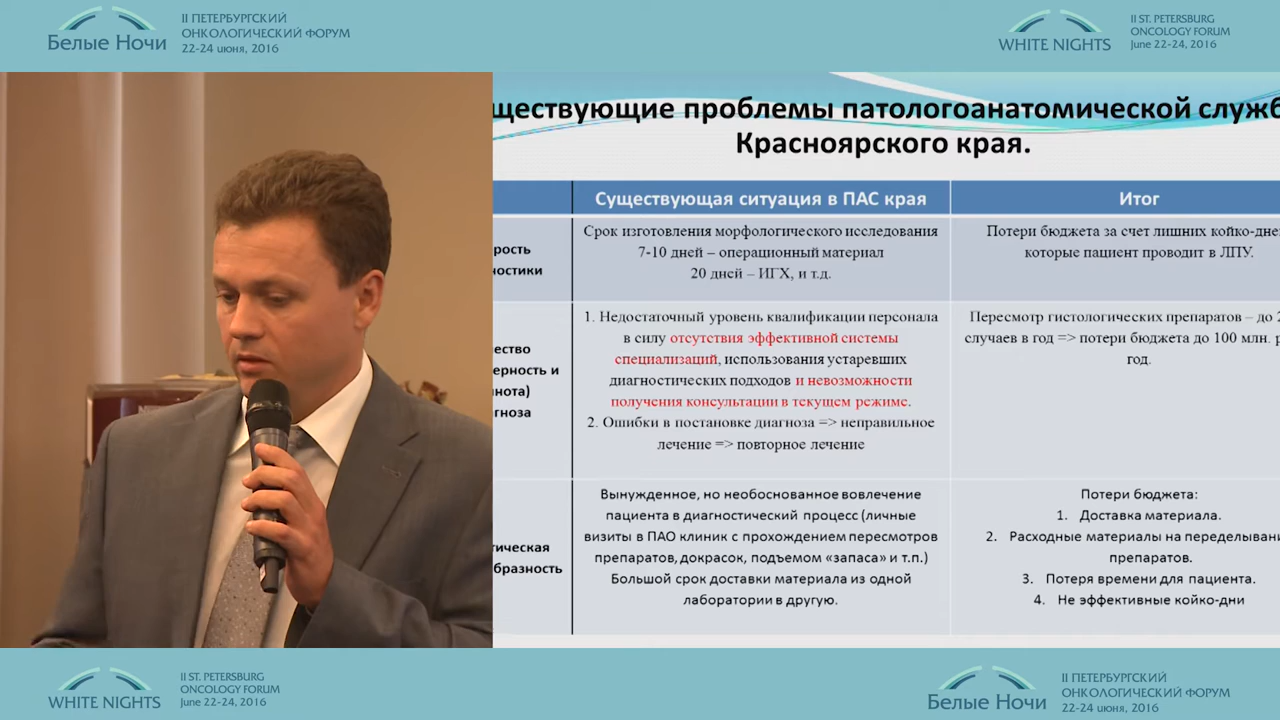 Белые Ночи
II ПЕТЕРБУРГСКИЙ
ОНКОЛОГИЧЕСКИЙ ФОРУМ
22-24 июня, 2016
WHITE NIGHTS
II ST. PETERSBURG
ONCOLOGY FORUM
June 22-24, 2016
ществующие проблемы патологоанатомической служб
Красноярского края.
Существующая ситуация в ПАС края
Итог
рость
ностики
Срок изготовления морфологического исследования
7-10 дней – операционный материал
20 дней – ИГХ, и т.д.
Потери бюджета за счет лишних койко-дне
которые пациент проводит в ЛПУ.
ество
ерность и
нота)
гноза
1. Недостаточный уровень квалификации персонала
в силу отсутствия эффективной системы
специализаций, использования устаревших
диагностических подходов и невозможности
получения консультации в текущем режиме.
2. Ошибки в постановке диагноза => неправильное
лечение => повторное лечение
Пересмотр гистологических препаратов – до 2
случаев в год => потери бюджета до 100 млн. р
год.
тическая
бразность
Вынужденное, но необоснованное вовлечение
пациента в диагностический процесс (личные
визиты в ПАО клиник с прохождением пересмотров
препаратов, докрасок, подъемом «запаса» и т.п.)
Большой срок доставки материала из одной
лаборатории в другую.
Потери бюджета:
1. Доставка материала.
2. Расходные материалы на переделывани
препаратов.
3. Потеря времени для пациента.
4. Не эффективные койко-дни
WHITE NIGHTS
II ST. PETERSBURG
ONCOLOGY FORUM
June 22-24, 2016
Белые Ночи
II ПЕТЕРБУРГСКИЙ
ОНКОЛОГИЧЕСКИЙ ФОРУМ
22-24 июня, 2016